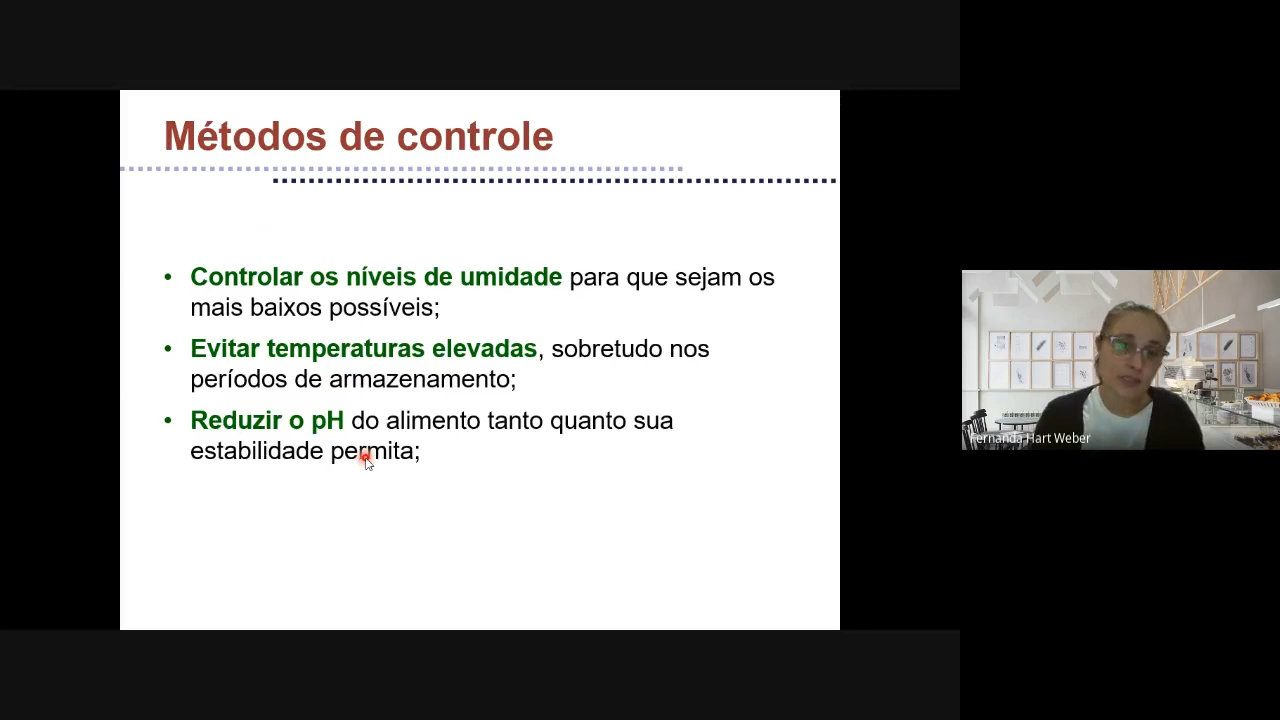 Métodos de controle
• Controlar os níveis de umidade para que sejam os
mais baixos possíveis;
• Evitar temperaturas elevadas, sobretudo nos
períodos de armazenamento;
• Reduzir o pH do alimento tanto quanto sua
estabilidade permita;
Fernanda Hart Weber